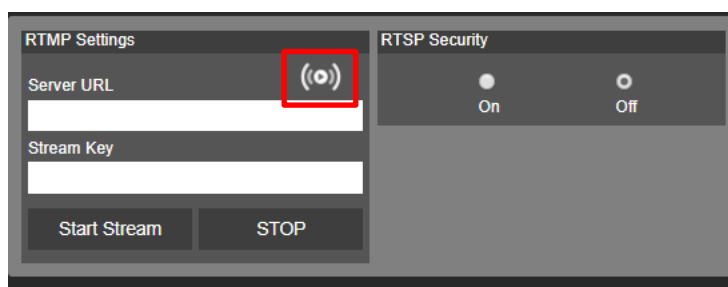 RTMP Settings
Server URL
Stream Key
Start Stream
STOP
RTSP Security
On
Off